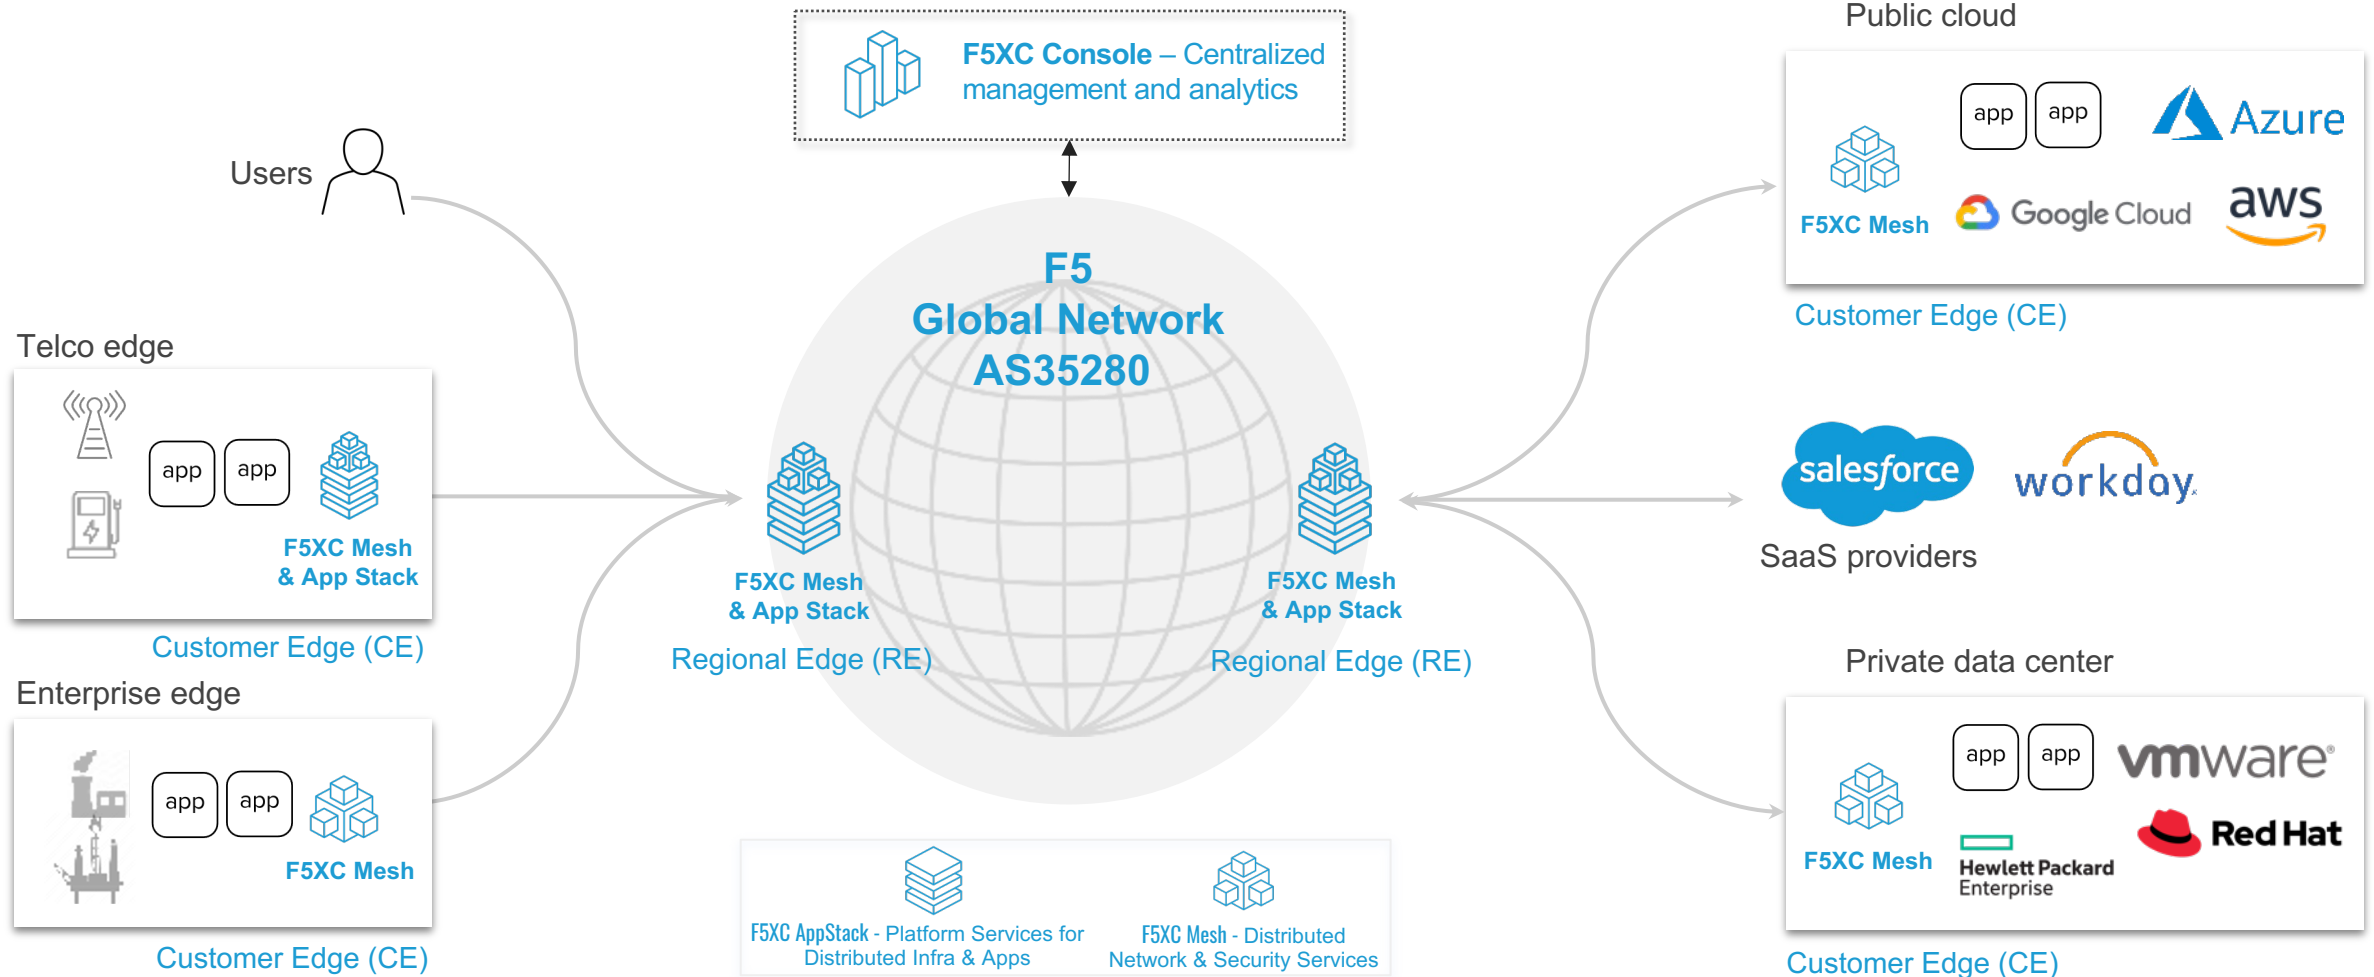 F5XC Console – Centralized
management and analytics
Users
Telco edge
app
app
F5XC Mesh
& App Stack
Customer Edge (CE)
Enterprise edge
app
app
F5XC Mesh
Customer Edge (CE)
F5
Global Network
AS35280
F5XC Mesh
& App Stack
Regional Edge (RE)
F5XC Mesh
& App Stack
Regional Edge (RE)
F5XC AppStack - Platform Services for
Distributed Infra & Apps
F5XC Mesh - Distributed
Network & Security Services
Public cloud
app
app
Azure
F5XC Mesh
Google Cloud
aws
Customer Edge (CE)
salesforce
workday
SaaS providers
Private data center
app
app
vmware®
F5XC Mesh
Hewlett Packard
Enterprise
Red Hat
Customer Edge (CE)